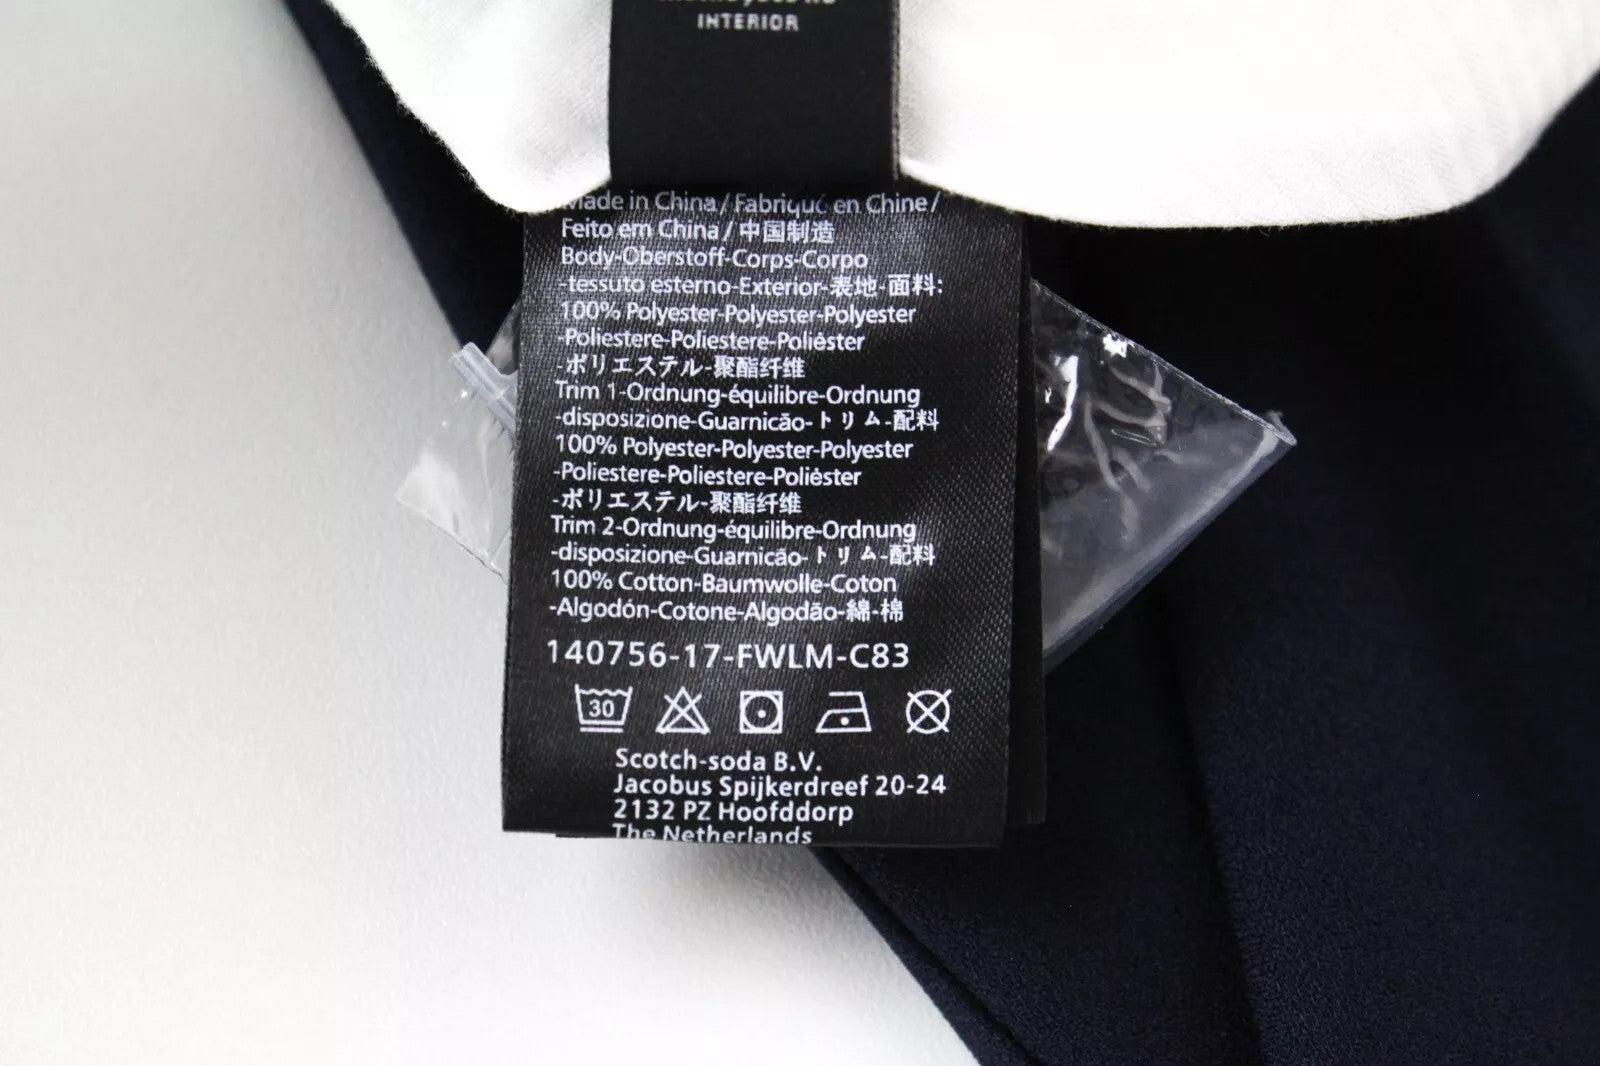 INTERIOR
Made in China / Fabriqué en Chine /
Feito em China / 中国制造
Body-Oberstoff-Corps-Corpo
-tessuto esterno-Exterior-表地-面料:
100% Polyester-Polyester-Polyester
-Poliestere-Poliestere-Poliéster
-ポリエステル-聚酯纤维
Trim 1-Ordnung-équilibre-Ordnung
-disposizione-Guarnicão-トリム-配料
100% Polyester-Polyester-Polyester
-Poliestere-Poliestere-Poliéster
-ポリエステル-聚酯纤维
Trim 2-Ordnung-équilibre-Ordnung
-disposizione-Guarnicão-トリム-配料
100% Cotton-Baumwolle-Coton
-Algodón-Cotone-Algodão-綿-棉
140756-17-FWLM-C83
30
Scotch-soda B.V.
Jacobus Spijkerdreef 20-24
2132 PZ Hoofddorp
The Netherlands